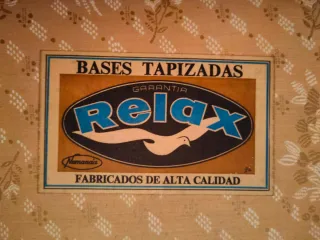 BASES TAPIZADAS
GARANTIA
Relax
FABRICADOS DE ALTA CALIDAD